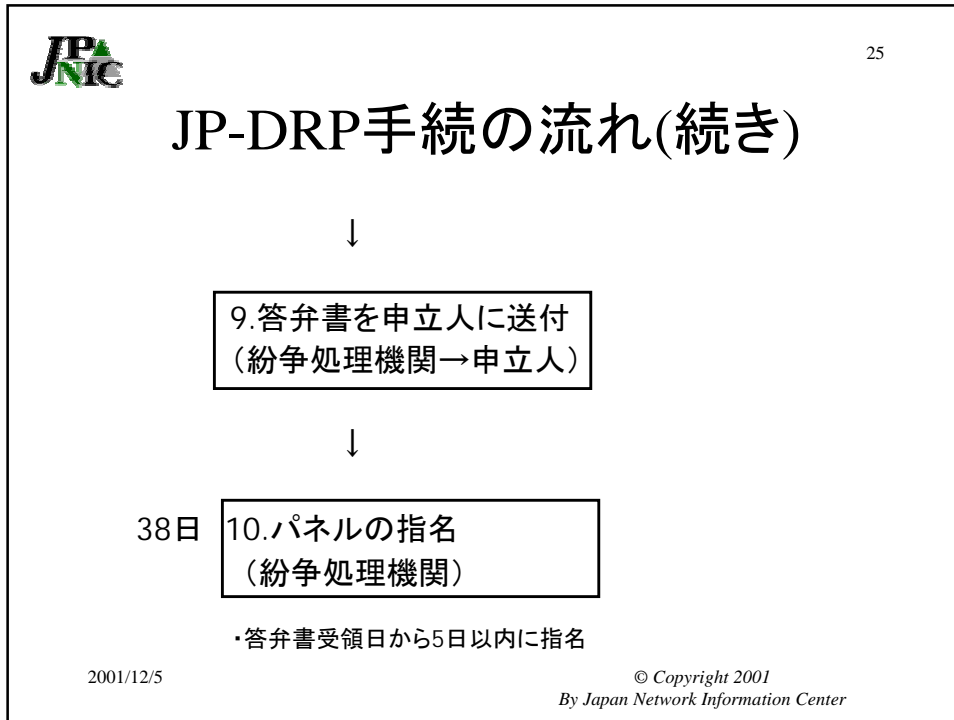 JP
NIC
25
JP-DRP手続の流れ(続き)
↓
9.答弁書を申立人に送付
(紛争処理機関→申立人)
↓
38日 10.パネルの指名
(紛争処理機関)
・答弁書受領日から5日以内に指名
2001/12/5
© Copyright 2001
By Japan Network Information Center